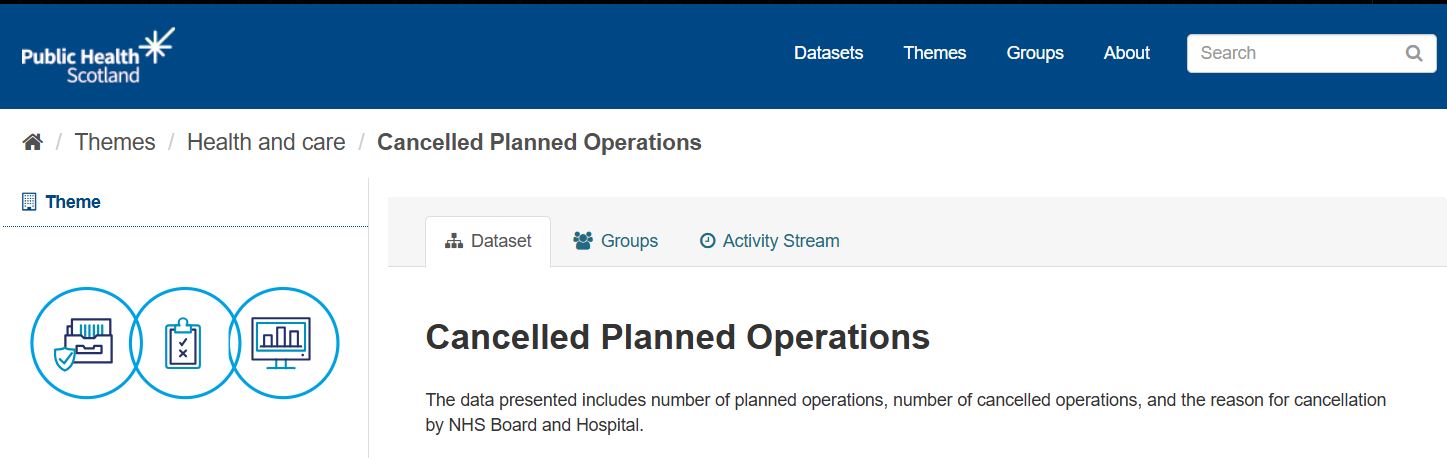 Public Health
Scotland
Datasets Themes Groups About Search
/ Themes / Health and care / Cancelled Planned Operations
Theme
Dataset Groups Activity Stream
Cancelled Planned Operations
The data presented includes number of planned operations, number of cancelled operations, and the reason for cancellation
by NHS Board and Hospital.